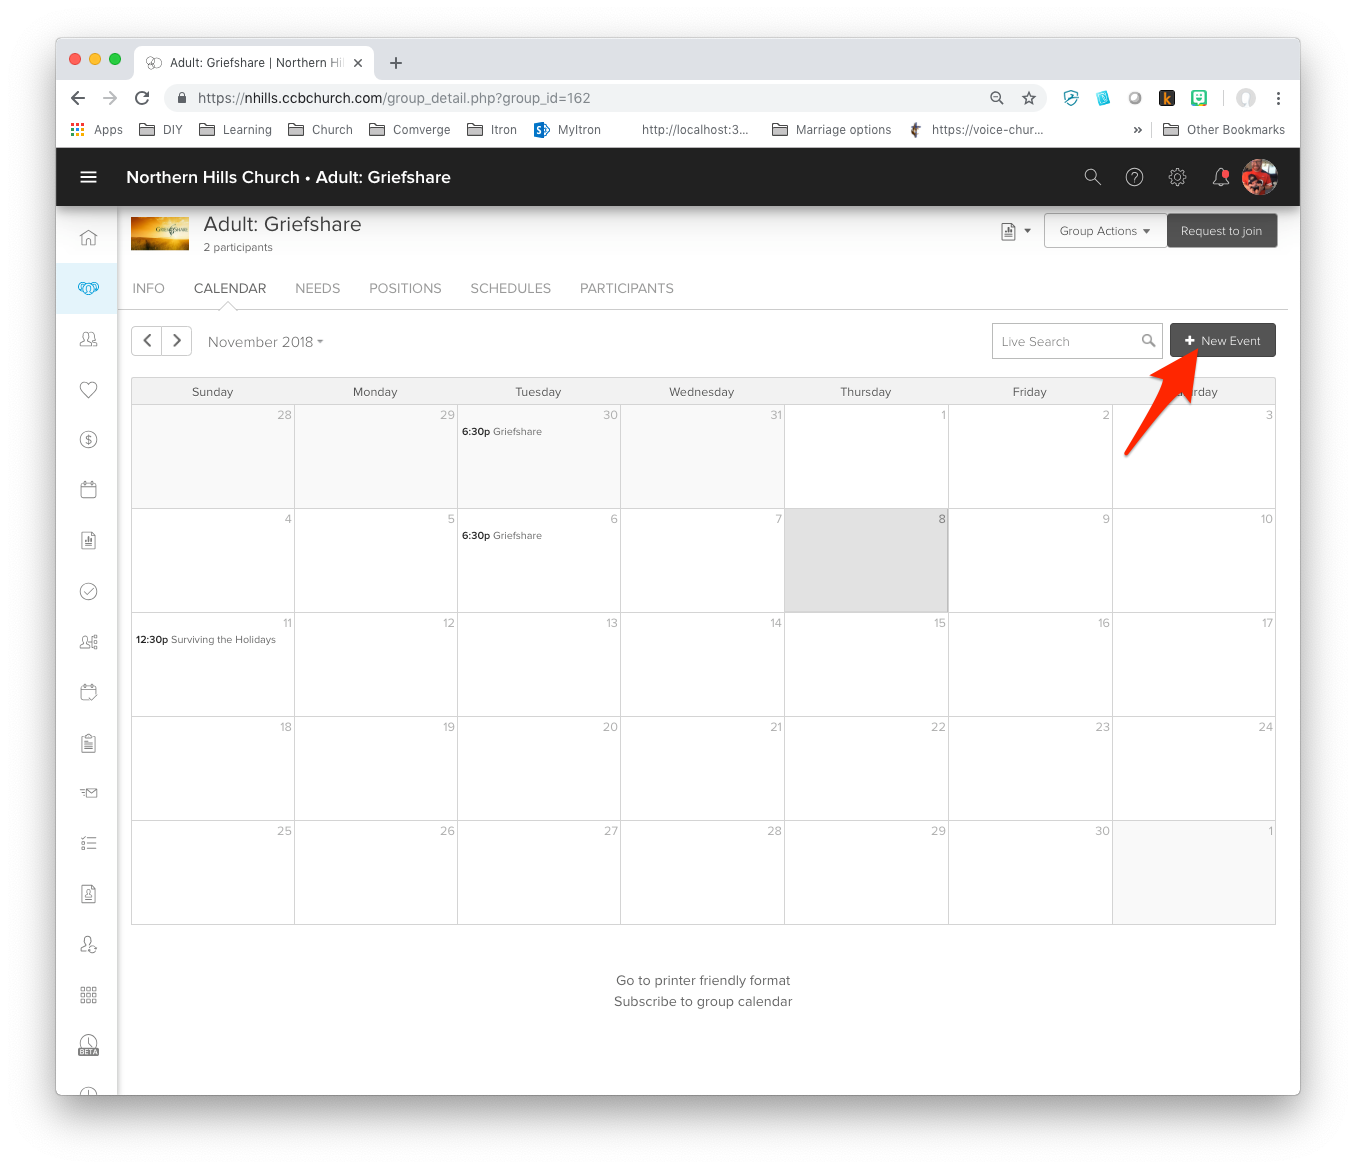 Adult: Griefshare | Northern Hi
https://nhills.ccbchurch.com/group_detail.php?group_id=162
Apps DIY Learning Church Comverge Itron MyItron http://localhost:3... Marriage options https://voice-chur... » Other Bookmarks
Northern Hills Church • Adult: Griefshare
Adult: Griefshare
2 participants
Group Actions
Request to join
INFO CALENDAR NEEDS POSITIONS SCHEDULES PARTICIPANTS
November 2018
Live Search
New Event
Sunday Monday Tuesday Wednesday Thursday Friday
28 29 30 31 1 2 3
6:30p Griefshare
4 5 6 7 8 9 10
6:30p Griefshare
11 12 13 14 15 16 17
12:30p Surviving the Holidays
18 19 20 21 22 23 24
25 26 27 28 29 30 1
Go to printer friendly format
Subscribe to group calendar
BETA